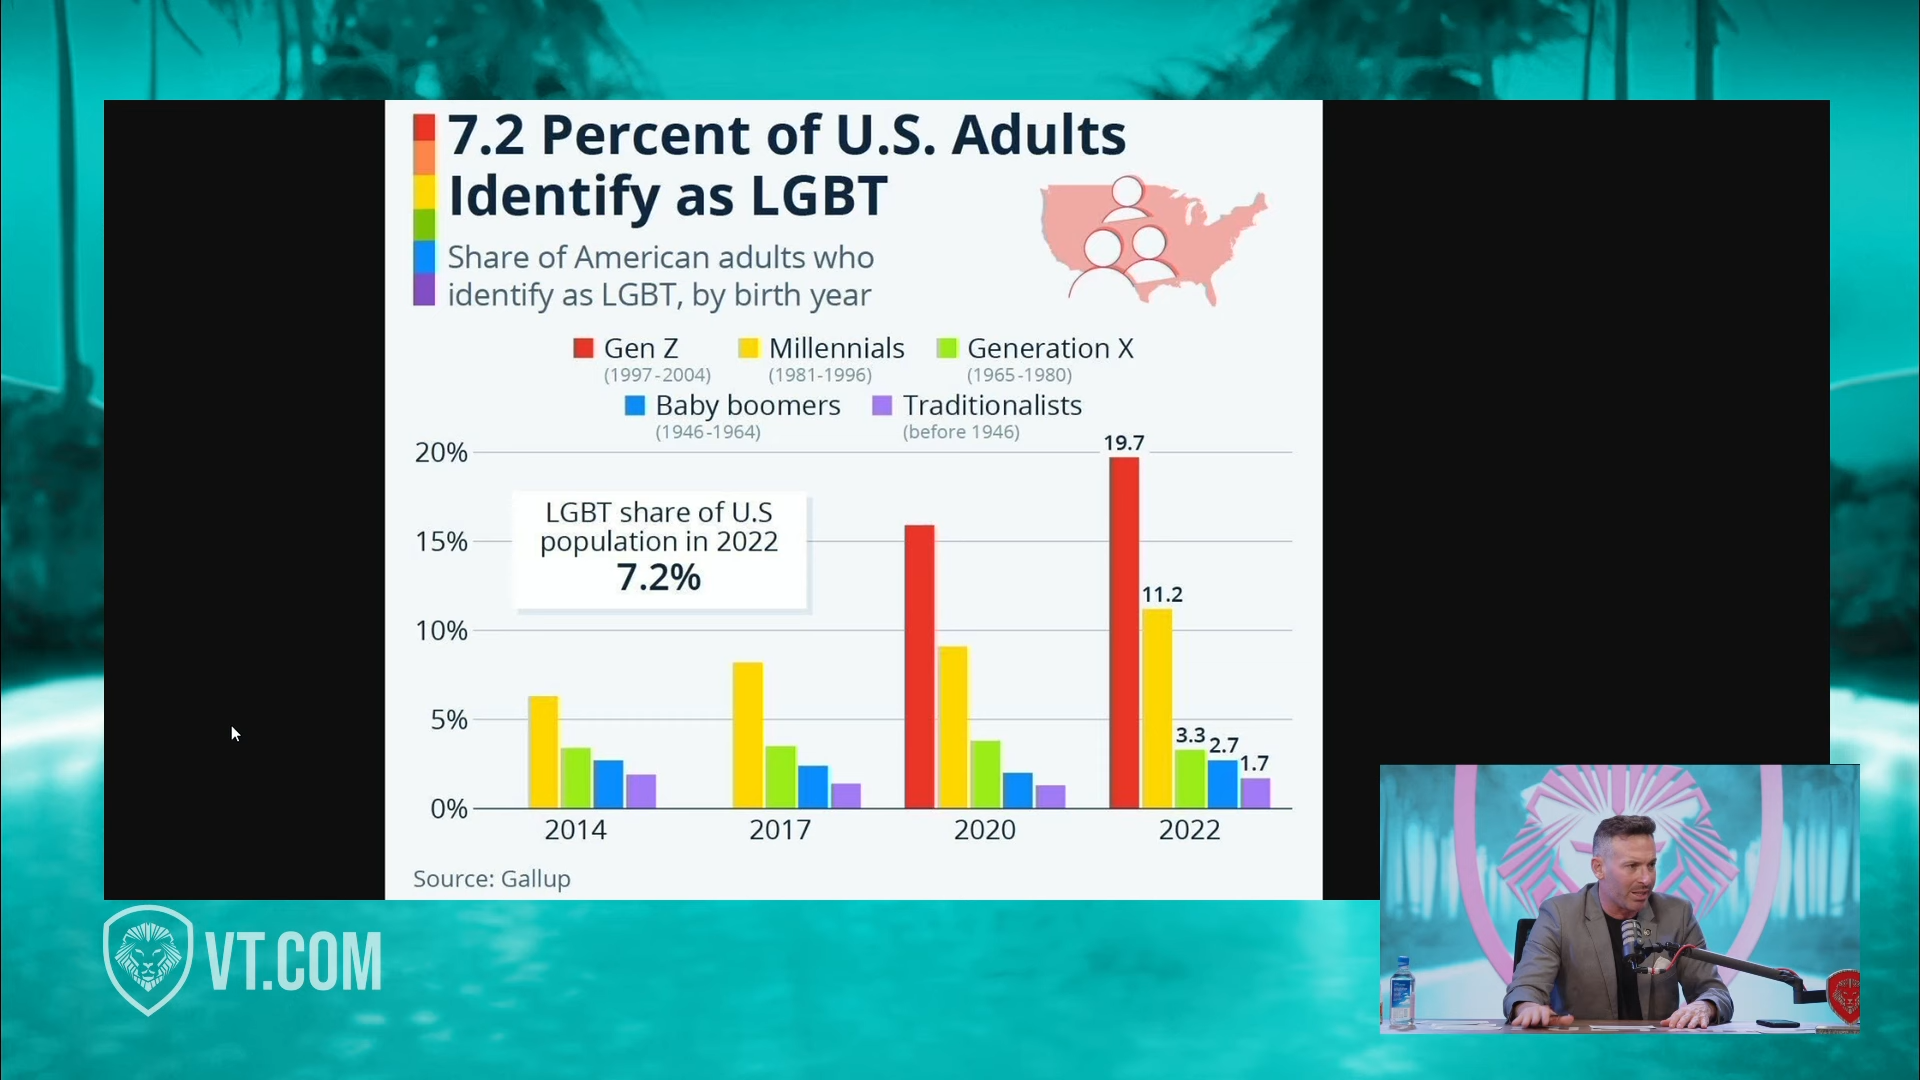 7.2 Percent of U.S. Adults
Identify as LGBT
Share of American adults who
identify as LGBT, by birth year
Gen Z
(1997-2004)
Millennials
(1981-1996)
Generation X
(1965-1980)
Baby boomers
(1946-1964)
Traditionalists
(before 1946)
20%
15%
10%
5%
0%
LGBT share of U.S
population in 2022
7.2%
19.7
11.2
3.3
2.7
1.7
2014
2017
2020
2022
Source: Gallup
VT.COM